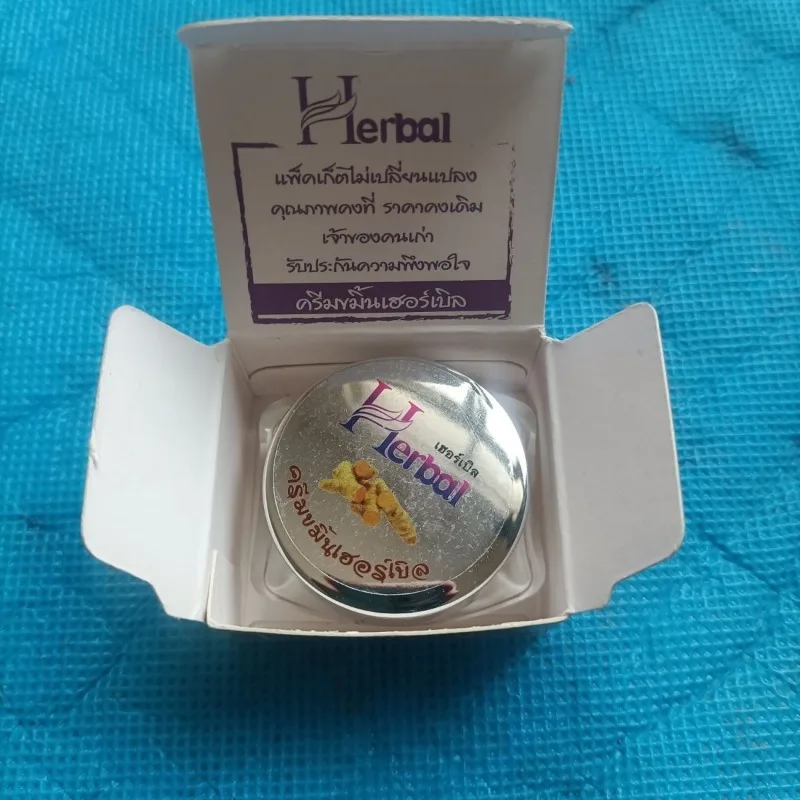 Herbal
แพ็คเก็ตไม่เปลี่ยนแปลง
คุณภาพคงที่ ราคาคงเดิม
เจ้าของคนเก่า
รับประกันความพึงพอใจ
ครีมขมิ้นเฮอร์เบิล
Herbal
เฮอร์เบิล
ครีมขมิ้นเฮอร์เบิล